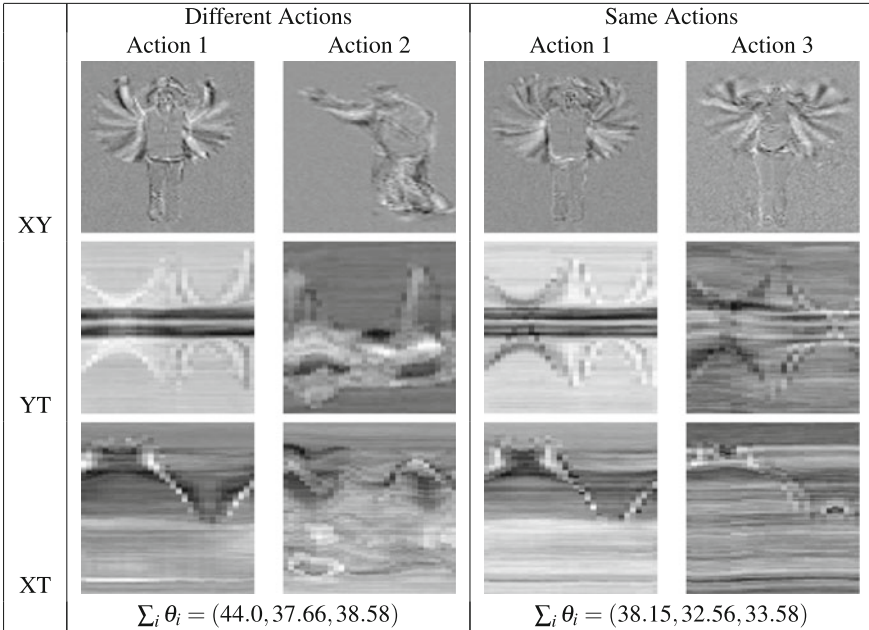 Different Actions Same Actions
Action 1 Action 2 Action 1 Action 3
XY
YT
XT
∑ᵢ θᵢ = (44.0, 37.66, 38.58) ∑ᵢ θᵢ = (38.15, 32.56, 33.58)